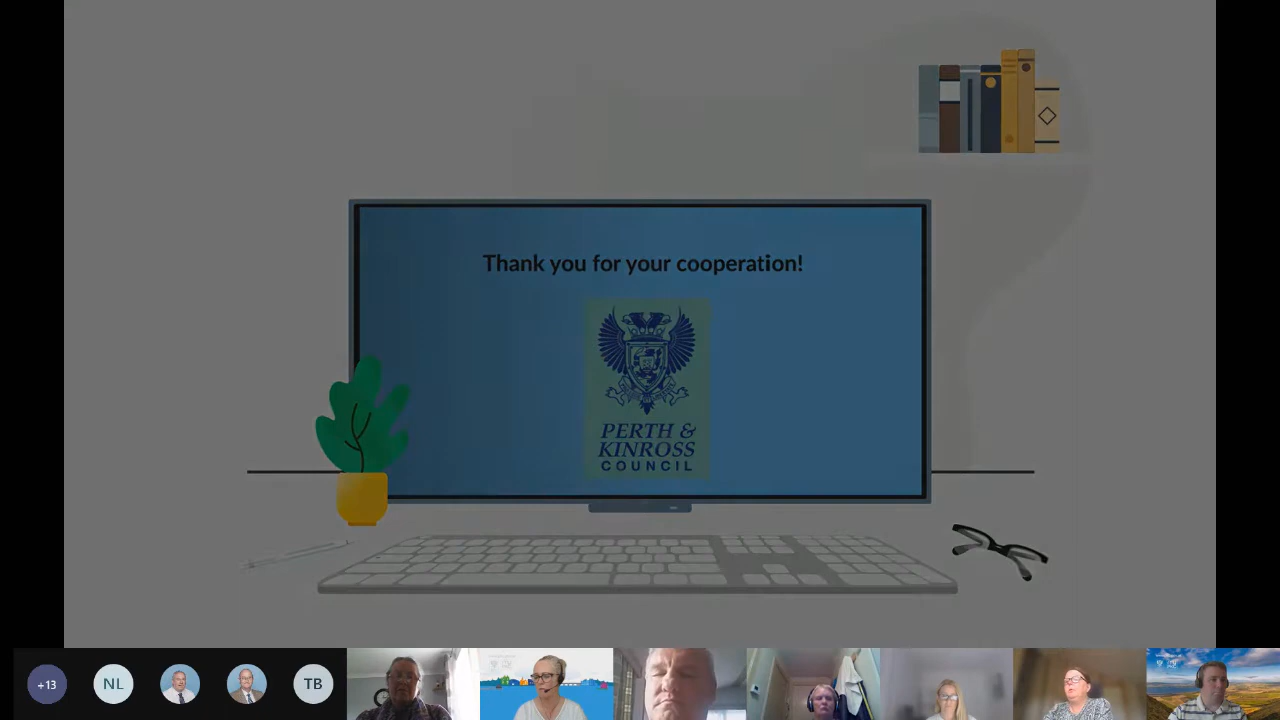 Thank you for your cooperation!
PERTH &
KINROSS
COUNCIL
+13
NL
TB